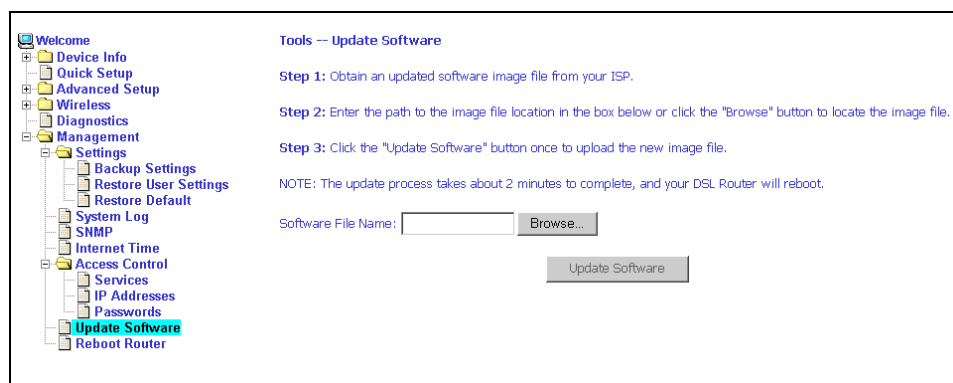 Welcome
Device Info
Quick Setup
Advanced Setup
Wireless
Diagnostics
Management
Settings
Backup Settings
Restore User Settings
Restore Default
System Log
SNMP
Internet Time
Access Control
Services
IP Addresses
Passwords
Update Software
Reboot Router
Tools -- Update Software
Step 1: Obtain an updated software image file from your ISP.
Step 2: Enter the path to the image file location in the box below or click the "Browse" button to locate the image file.
Step 3: Click the "Update Software" button once to upload the new image file.
NOTE: The update process takes about 2 minutes to complete, and your DSL Router will reboot.
Software File Name: Browse...
Update Software